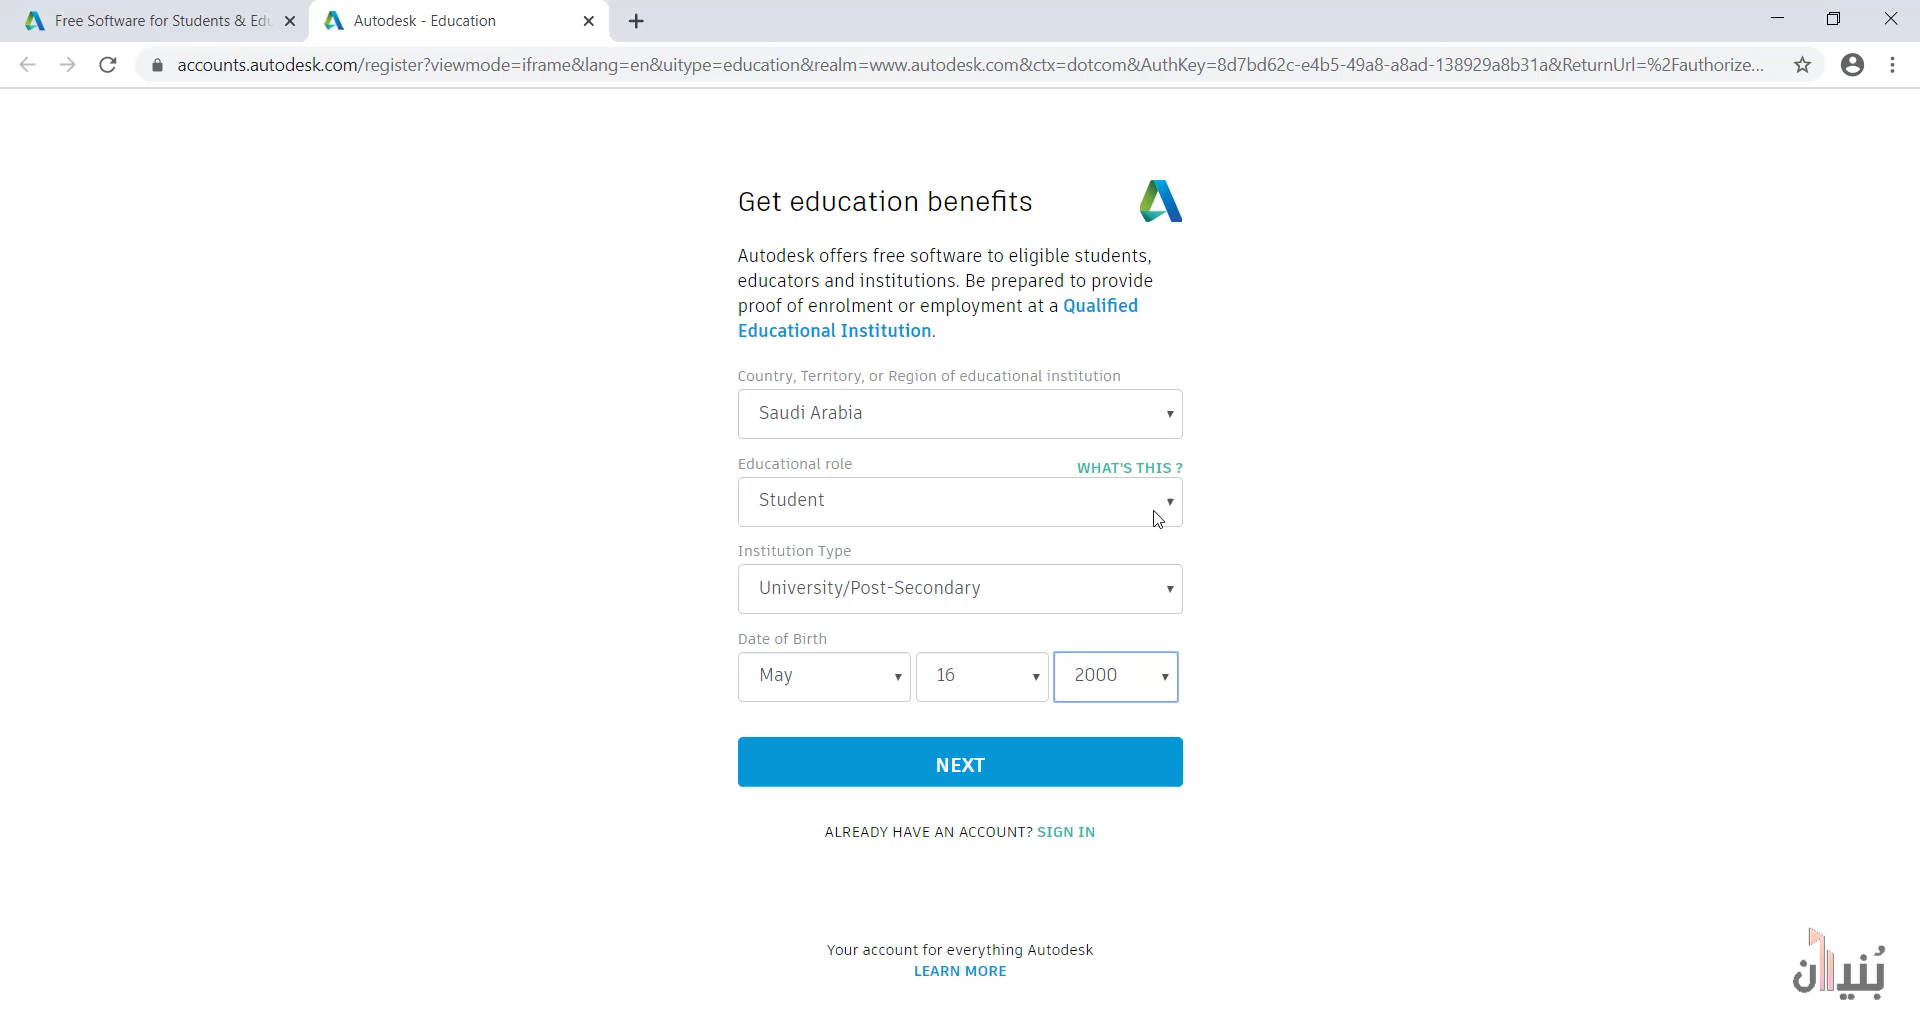 Free Software for Students & Edu
Autodesk - Education
accounts.autodesk.com/register?viewmode=iframe&lang=en&uitype=education&realm=www.autodesk.com&ctx=dotcom&AuthKey=8d7bd62c-e4b5-49a8-a8ad-138929a8b31a&ReturnUrl=%2Fauthorize...
Get education benefits
Autodesk offers free software to eligible students,
educators and institutions. Be prepared to provide
proof of enrolment or employment at a Qualified
Educational Institution.
Country, Territory, or Region of educational institution
Saudi Arabia
Educational role WHAT'S THIS ?
Student
Institution Type
University/Post-Secondary
Date of Birth
May 16 2000
NEXT
ALREADY HAVE AN ACCOUNT? SIGN IN
Your account for everything Autodesk
LEARN MORE
بُنيان